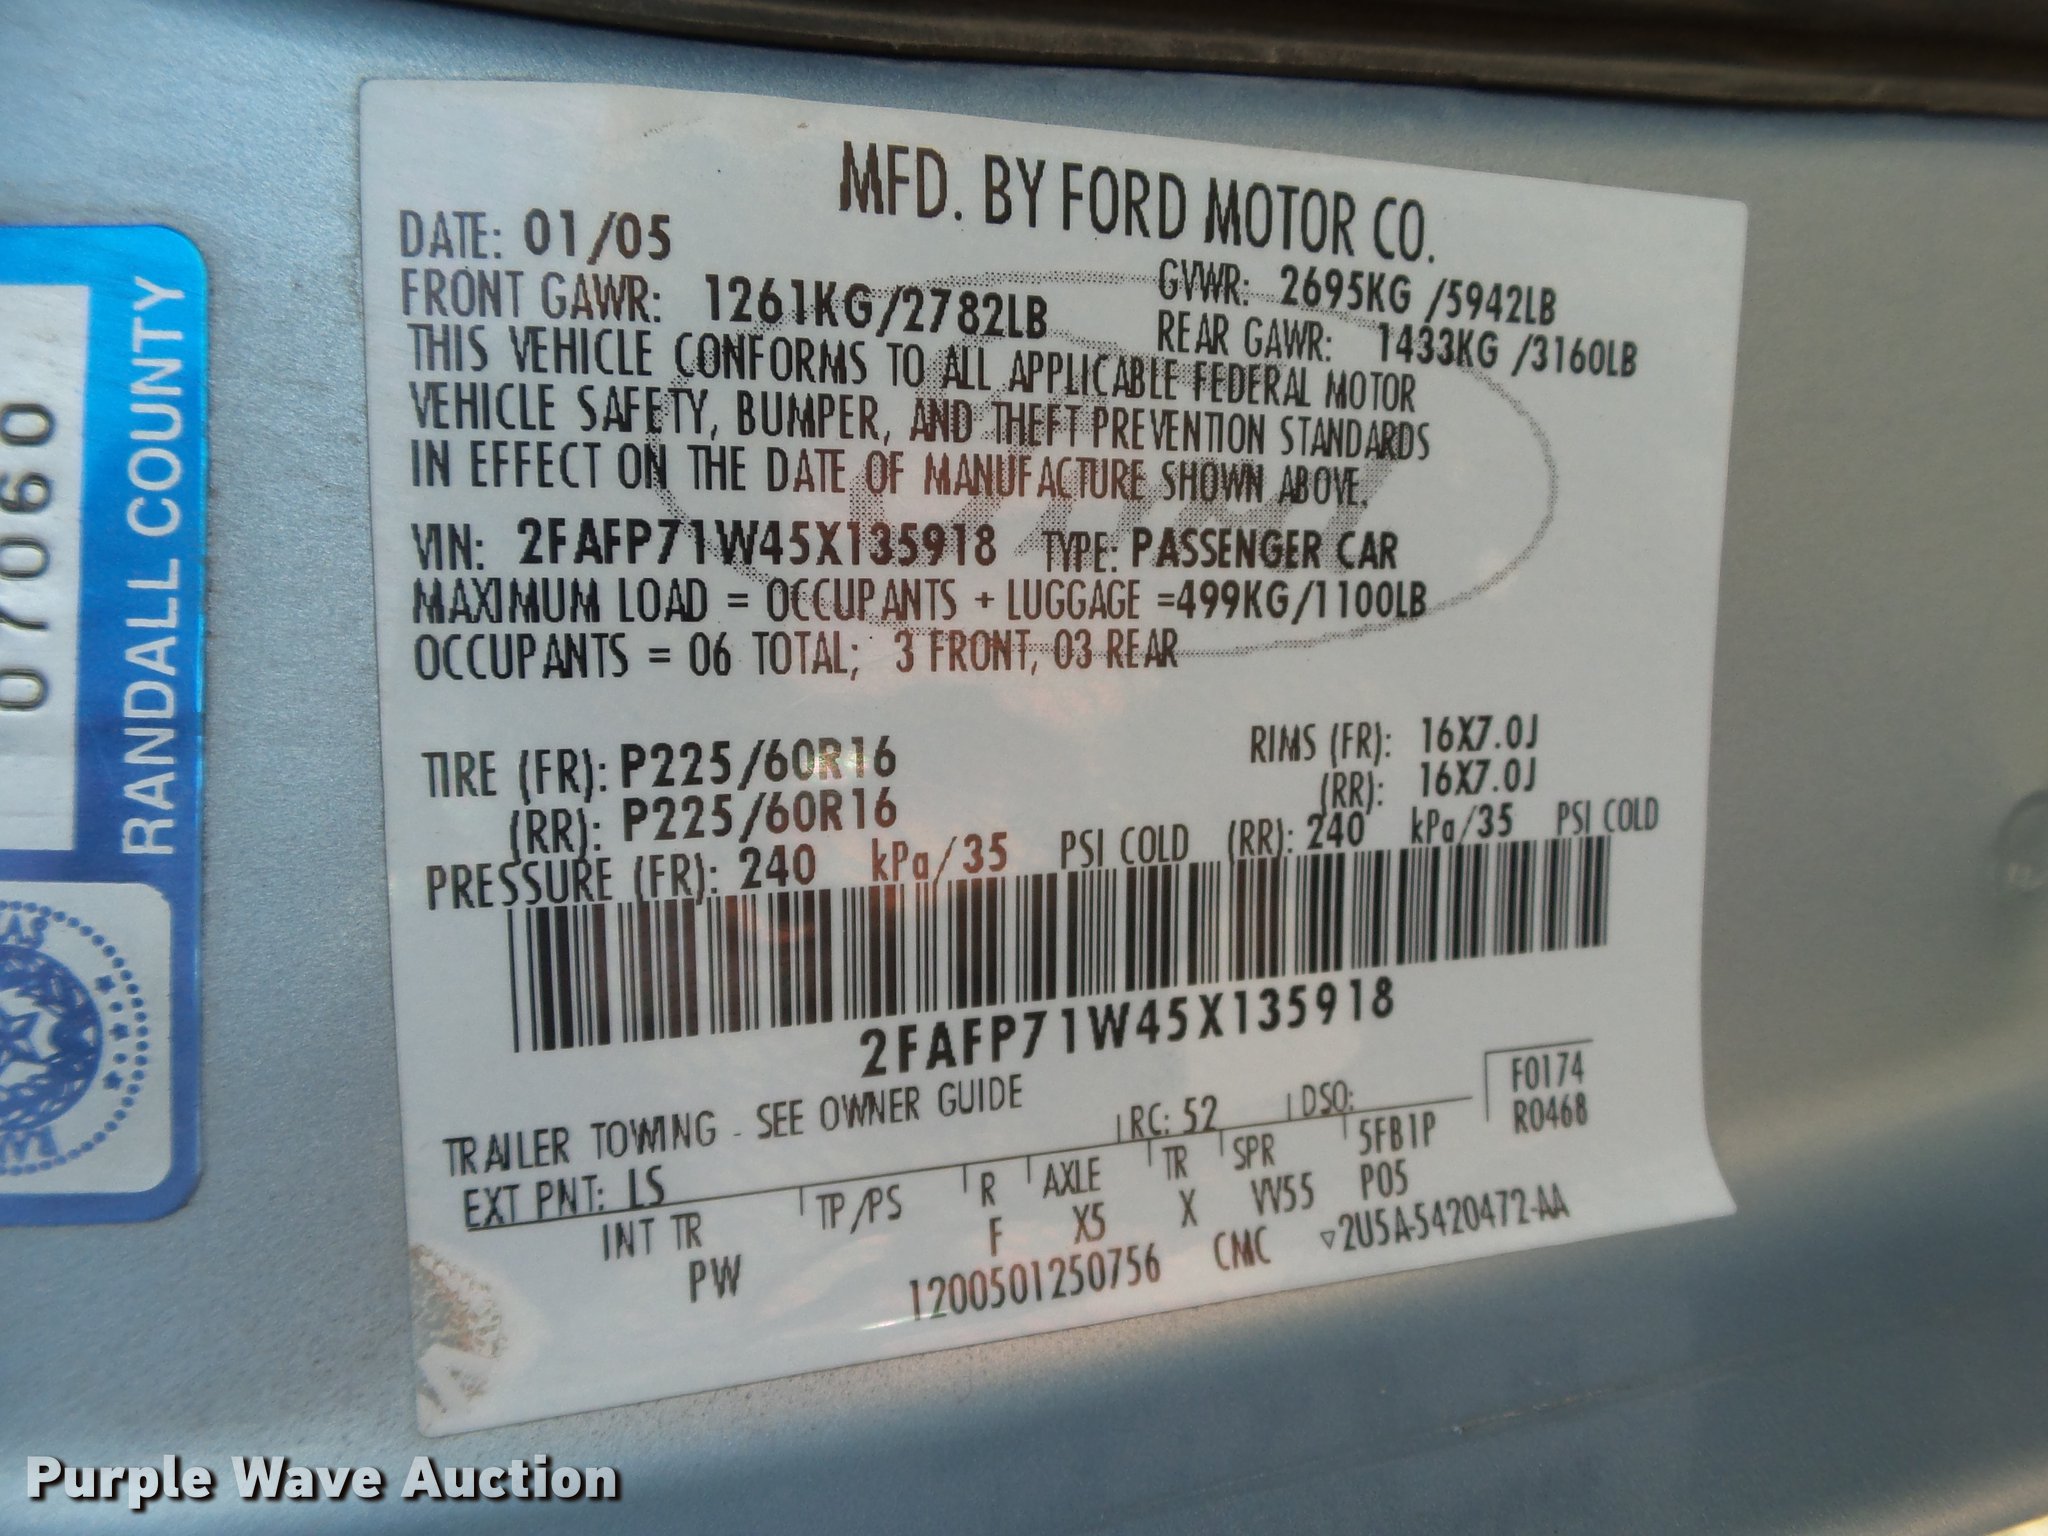 MFD. BY FORD MOTOR CO.
DATE: 01/05
GVWR: 2695KG /5942LB
FRONT GAWR: 1261KG/2782LB
REAR GAWR: 1433KG /3160LB
THIS VEHICLE CONFORMS TO ALL APPLICABLE FEDERAL MOTOR
VEHICLE SAFETY, BUMPER, AND THEFT PREVENTION STANDARDS
IN EFFECT ON THE DATE OF MANUFACTURE SHOWN ABOVE.
VIN: 2FAFP71W45X135918 TYPE: PASSENGER CAR
MAXIMUM LOAD = OCCUPANTS + LUGGAGE =499KG/1100LB
OCCUPANTS = 06 TOTAL; 3 FRONT, 03 REAR
TIRE (FR): P225/60R16 RIMS (FR): 16X7.0J
(RR): P225/60R16 (RR): 16X7.0J
PRESSURE (FR): 240 kPa/35 PSI COLD (RR): 240 kPa/35 PSI COLD
2FAFP71W45X135918
TRAILER TOWING - SEE OWNER GUIDE
F0174
R0468
EXT PNT: LS RC: 52 DSO:
INT TR TP/PS R AXLE TR SPR 5FB1P
PW F X5 X VV55 P05
1200501250756 CMC 2U5A-5420472-AA
RANDALL COUNTY
07060
Purple Wave Auction